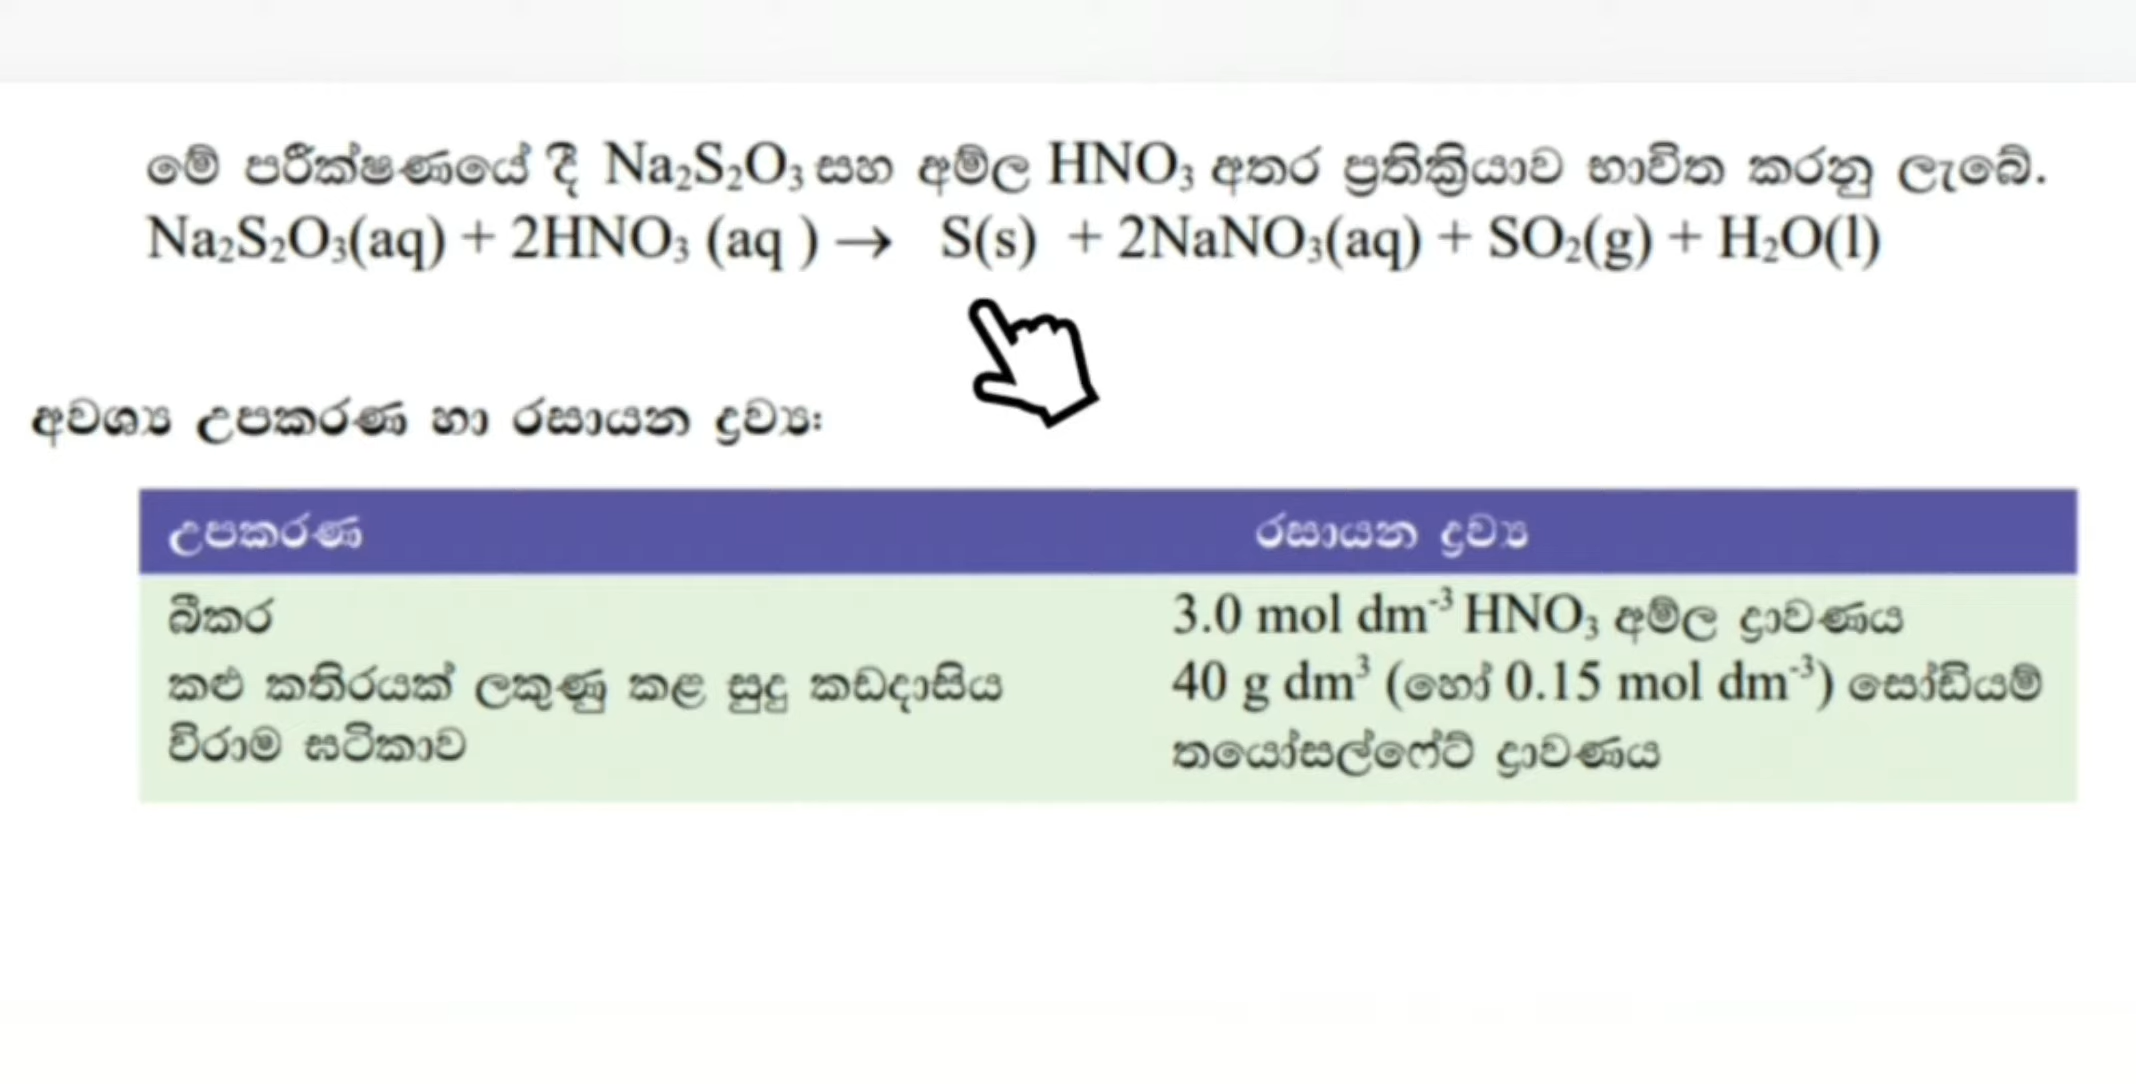 මේ පරීක්ෂණයේ දී Na₂S₂O₃ සහ අම්ල HNO₃ අතර ප්‍රතික්‍රියාව භාවිත කරනු ලැබේ.
Na₂S₂O₃(aq) + 2HNO₃ (aq ) → S(s) + 2NaNO₃(aq) + SO₂(g) + H₂O(l)
අවශ්‍ය උපකරණ හා රසායන ද්‍රව්‍ය:
උපකරණ රසායන ද්‍රව්‍ය
බීකර 3.0 mol dm⁻³ HNO₃ අම්ල ද්‍රාවණය
කළු කතිරයක් ලකුණු කළ සුදු කඩදාසිය 40 g dm³ (හෝ 0.15 mol dm⁻³) සෝඩියම්
විරාම ඝටිකාව තයෝසල්ෆේට් ද්‍රාවණය